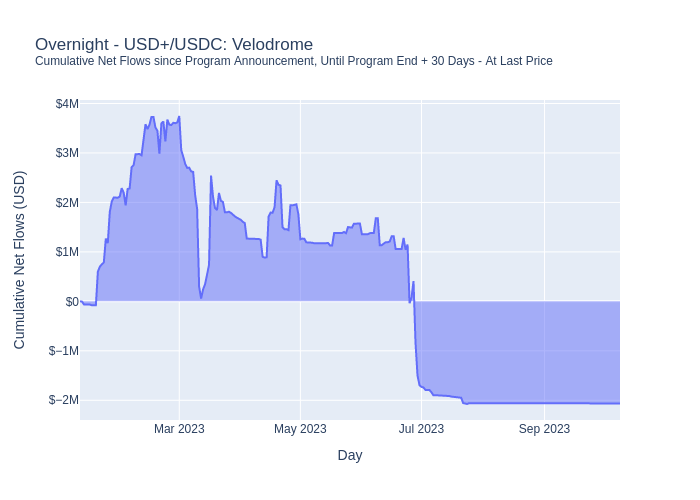 Overnight - USD+/USDC: Velodrome
Cumulative Net Flows since Program Announcement, Until Program End + 30 Days - At Last Price
Cumulative Net Flows (USD)
$4M
$3M
$2M
$1M
$0
$−1M
$−2M
Mar 2023
May 2023
Jul 2023
Sep 2023
Day